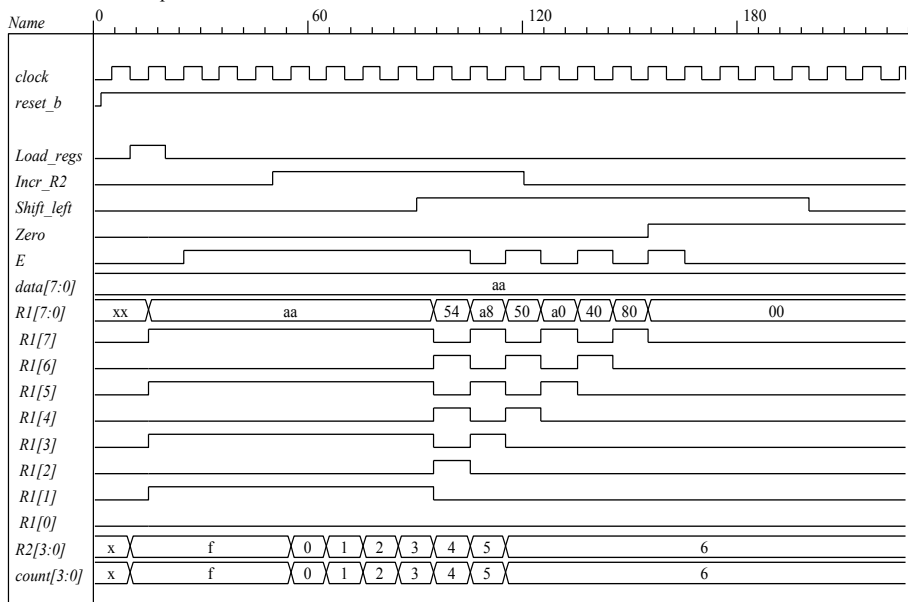 Name 0 60 120 180
clock
reset_b
Load_regs
Incr_R2
Shift_left
Zero
E
data[7:0] aa
R1[7:0] xx aa 54 a8 50 a0 40 80 00
R1[7]
R1[6]
R1[5]
R1[4]
R1[3]
R1[2]
R1[1]
R1[0]
R2[3:0] x f 0 1 2 3 4 5 6
count[3:0] x f 0 1 2 3 4 5 6